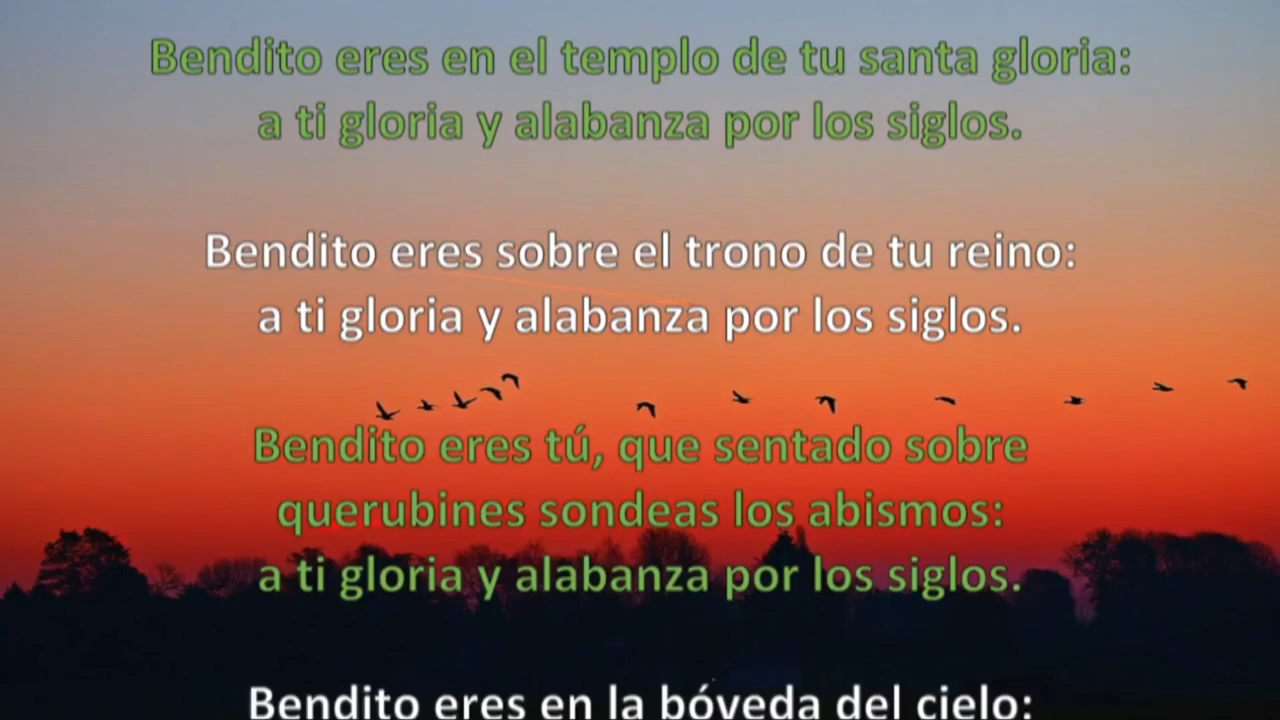 Bendito eres en el templo de tu santa gloria:
a ti gloria y alabanza por los siglos.
Bendito eres sobre el trono de tu reino:
a ti gloria y alabanza por los siglos.
Bendito eres tú, que sentado sobre
querubines sondeas los abismos:
a ti gloria y alabanza por los siglos.
Bendito eres en la bóveda del cielo: